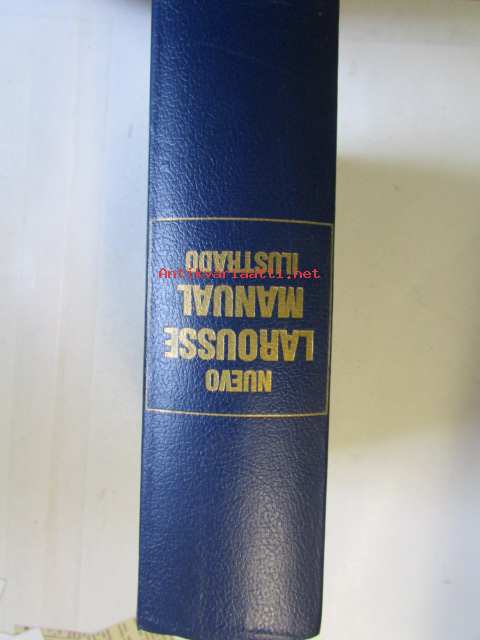 NUEVO
LAROUSSE
MANUAL
ILUSTRADO
Antikvariaatti.net